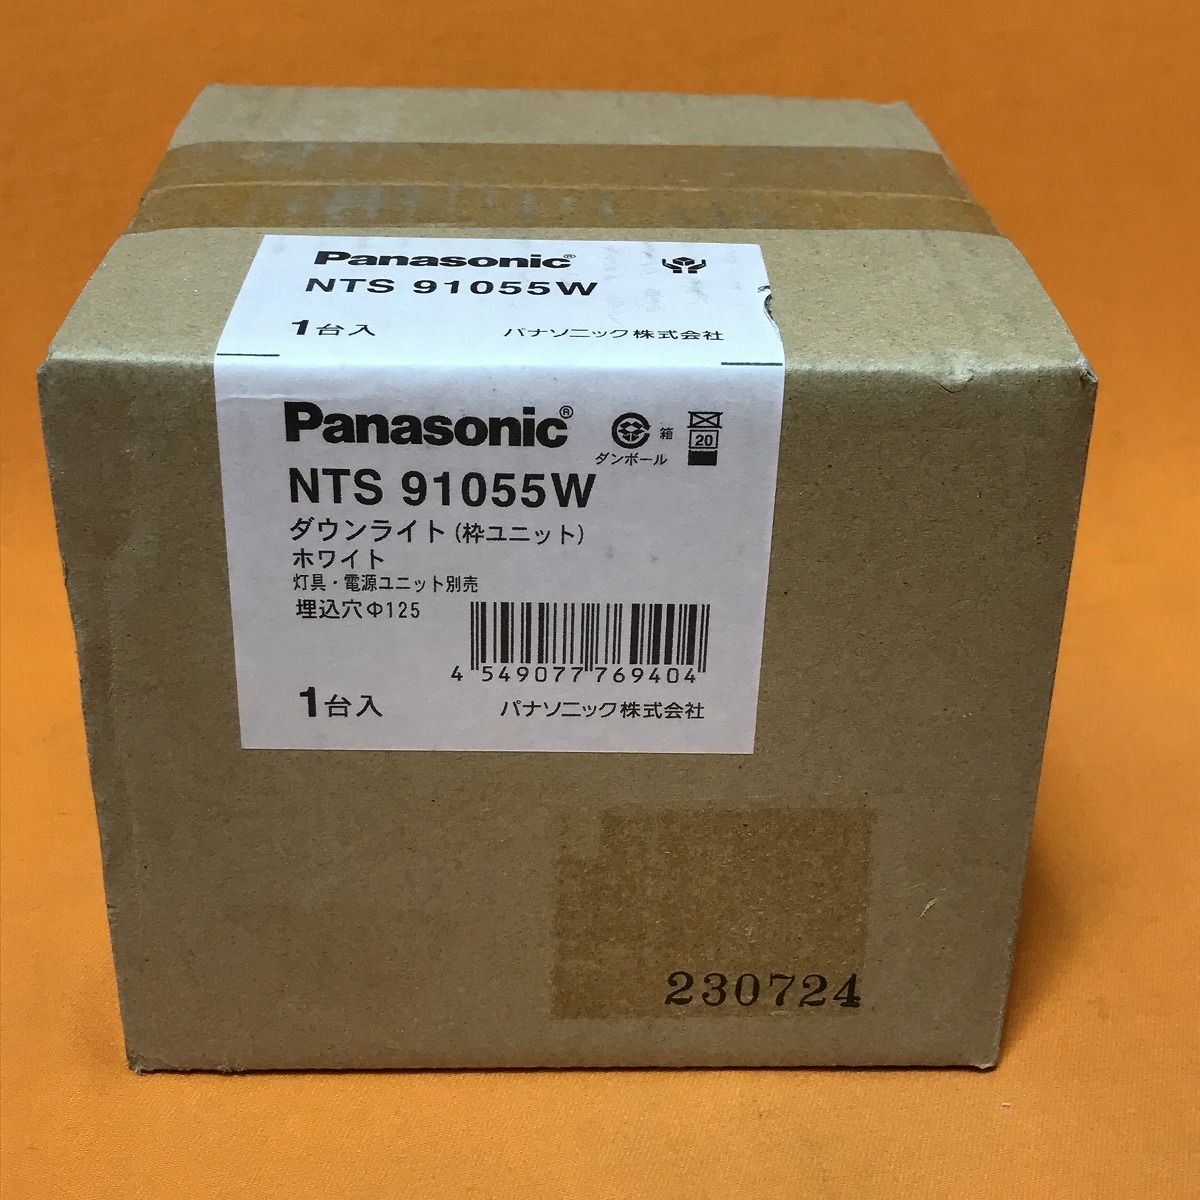 Panasonic®
NTS 91055W
1台入 パナソニック株式会社
Panasonic®
箱
20
ダンボール
NTS 91055W
ダウンライト(枠ユニット)
ホワイト
灯具・電源ユニット別売
埋込穴Φ125
4 549077 769404
1台入 パナソニック株式会社
230724